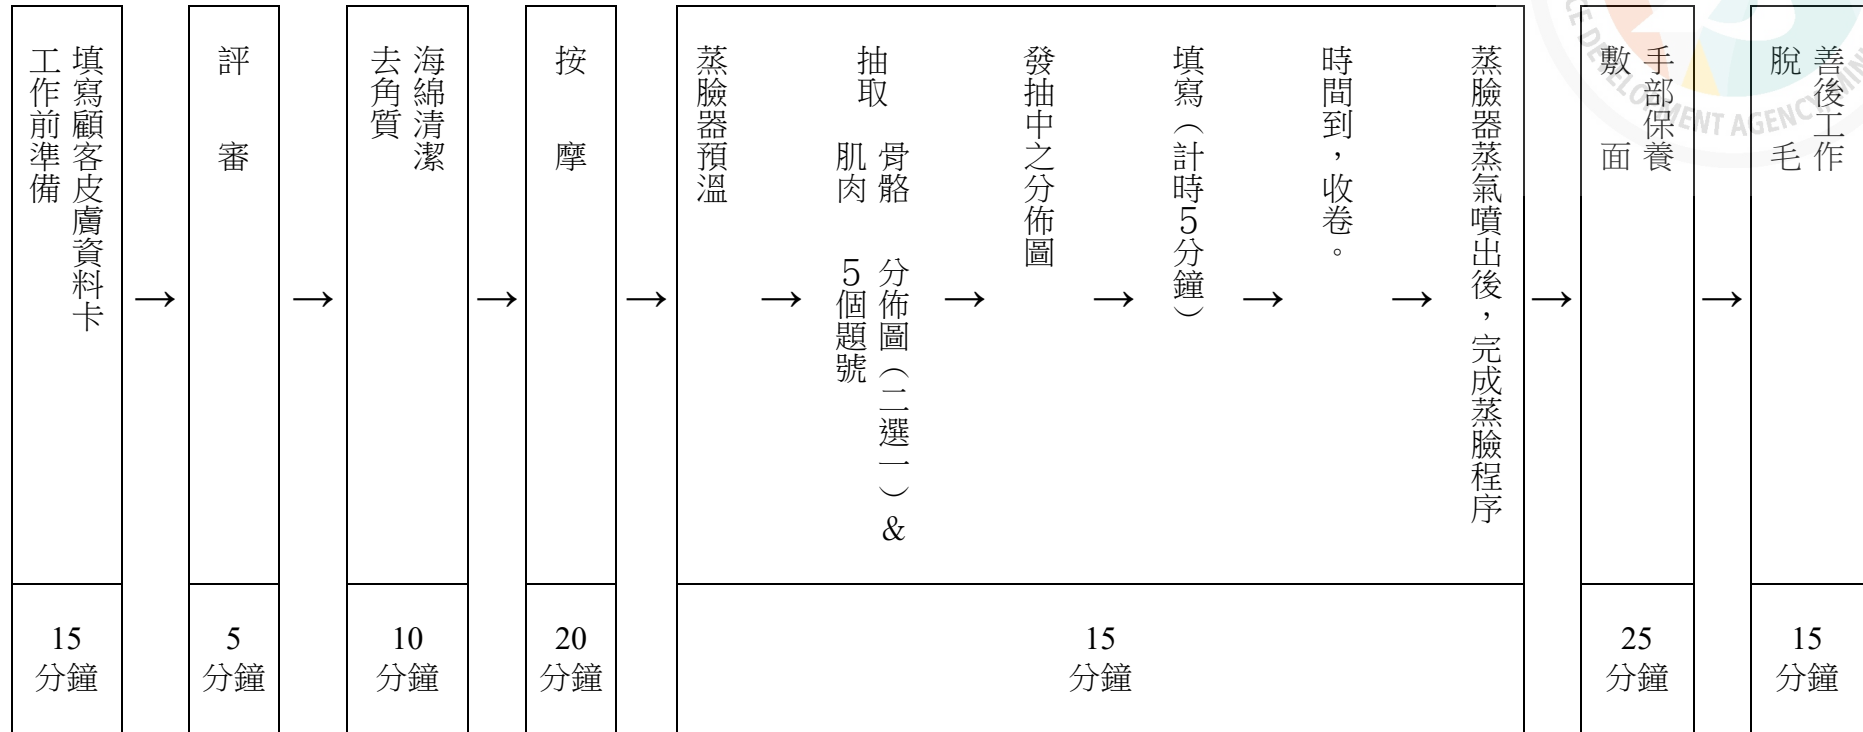 填寫顧客皮膚資料卡
工作前準備
→
評審
→
海綿清潔
去角質
→
按摩
→
蒸臉器預溫
→
抽取 骨骼 分佈圖（二選一）&
肌肉 5個題號
→
發抽中之分佈圖
→
填寫（計時5分鐘）
→
時間到，收卷。
→
蒸臉器蒸氣噴出後，完成蒸臉程序
→
手部保養
敷面
→
善後工作
脫毛
15
分鐘
5
分鐘
10
分鐘
20
分鐘
15
分鐘
25
分鐘
15
分鐘
DEVELOPMENT AGENCY